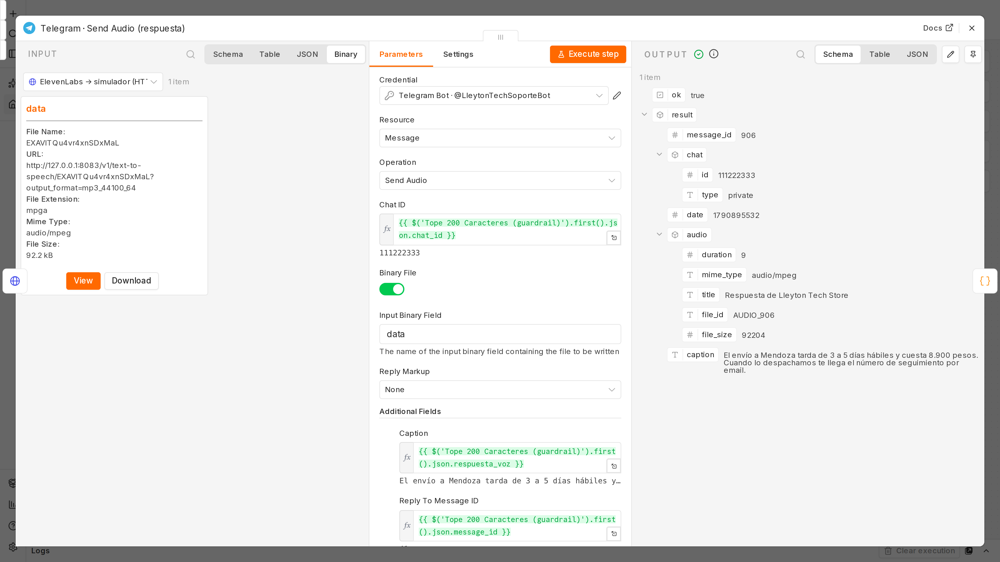 Telegram · Send Audio (respuesta)
Docs
INPUT
Schema
Table
JSON
Binary
ElevenLabs → simulador (HT
1 item
data
File Name:
EXAVITQu4vr4xnSDxMaL
URL:
http://127.0.0.1:8083/v1/text-to-
speech/EXAVITQu4vr4xnSDxMaL?
output_format=mp3_44100_64
File Extension:
mpga
Mime Type:
audio/mpeg
File Size:
92.2 kB
View
Download
Parameters
Settings
Execute step
Credential
Telegram Bot · @LleytonTechSoporteBot
Resource
Message
Operation
Send Audio
Chat ID
fx
{{ $('Tope 200 Caracteres (guardrail)').first().js
on.chat_id }}
111222333
Binary File
Input Binary Field
data
The name of the input binary field containing the file to be written
Reply Markup
None
Additional Fields
Caption
fx
{{ $('Tope 200 Caracteres (guardrail)').first
().json.respuesta_voz }}
El envío a Mendoza tarda de 3 a 5 días hábiles y…
Reply To Message ID
fx
{{ $('Tope 200 Caracteres (guardrail)').first
().json.message_id }}
OUTPUT
Schema
Table
JSON
1 item
ok true
result
# message_id 906
chat
# id 111222333
T type private
# date 1790895532
audio
# duration 9
T mime_type audio/mpeg
T title Respuesta de Lleyton Tech Store
T file_id AUDIO_906
# file_size 92204
T caption El envío a Mendoza tarda de 3 a 5 días hábiles y cuesta 8.900 pesos.
Cuando lo despachamos te llega el número de seguimiento por
email.
Logs
Clear execution